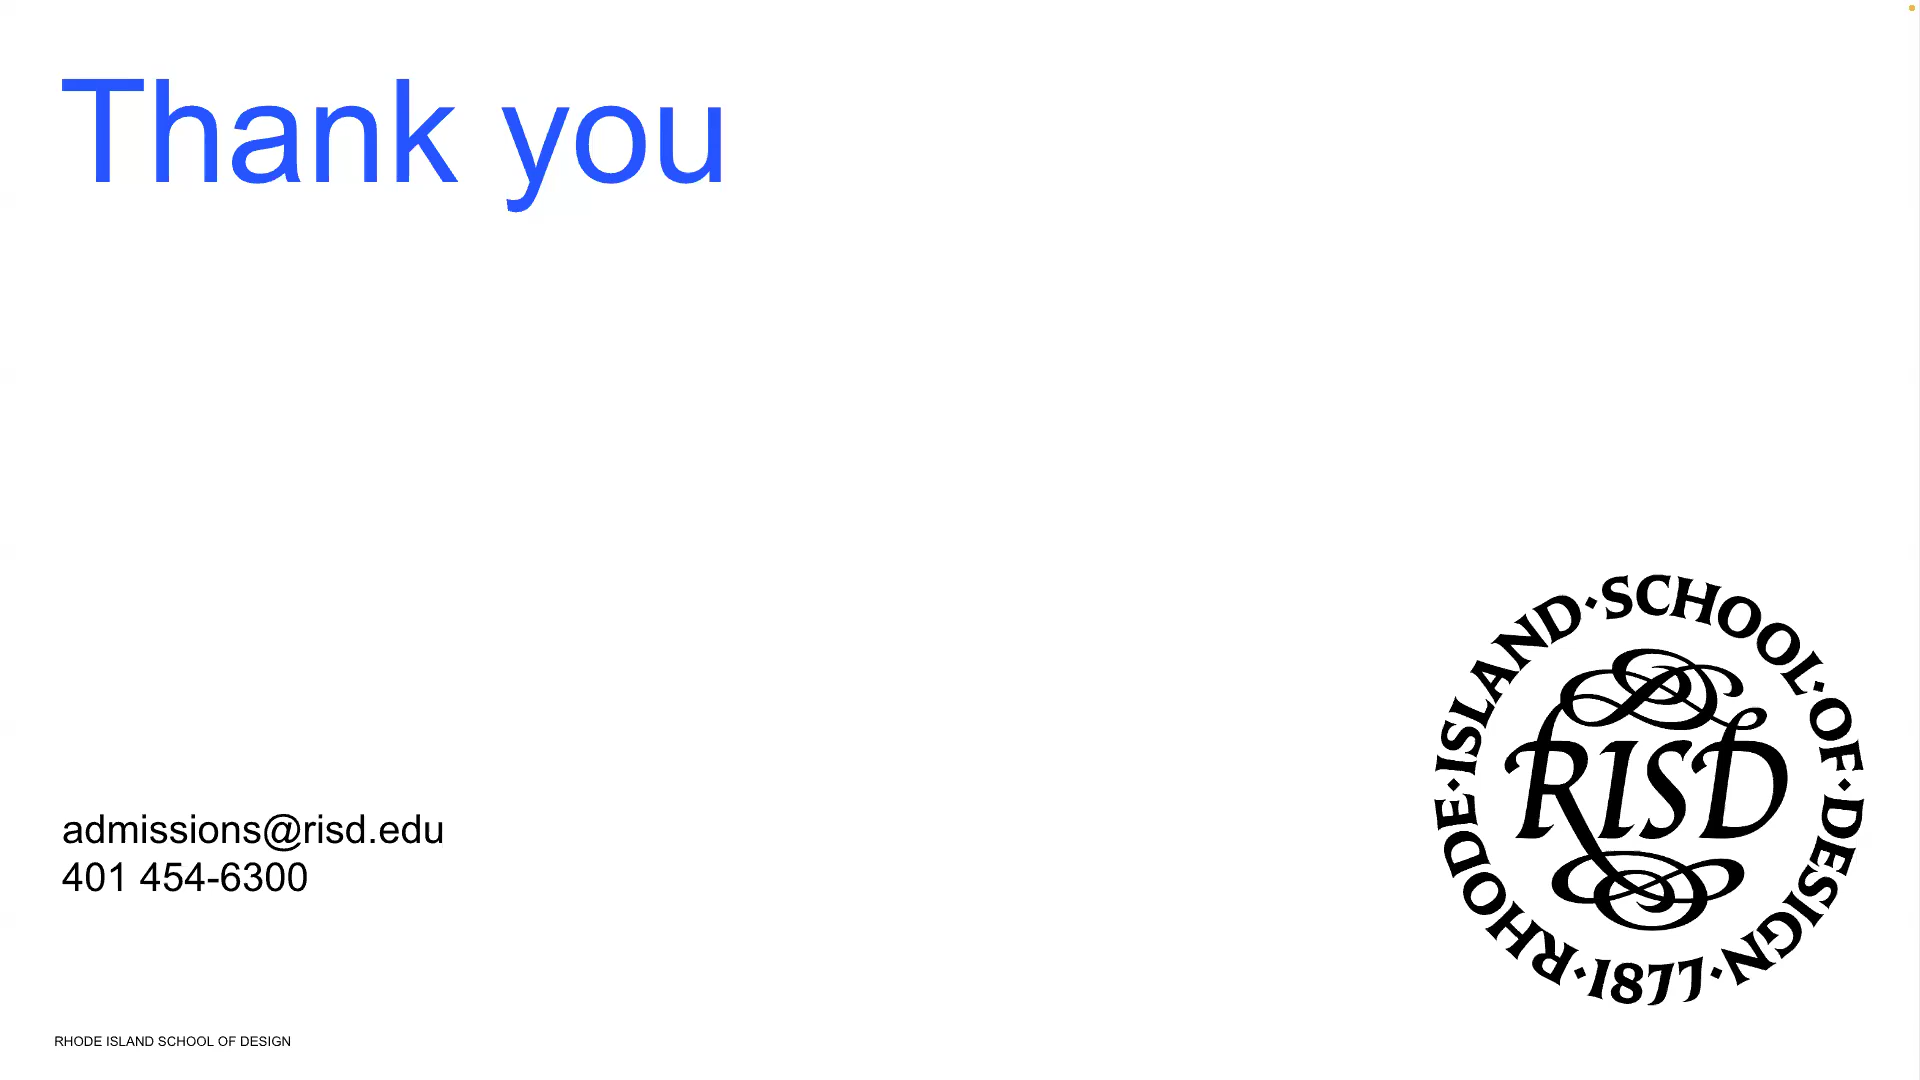 Thank you
admissions@risd.edu
401 454-6300
RHODE·ISLAND·SCHOOL·OF·DESIGN·1877·
RISD
RHODE ISLAND SCHOOL OF DESIGN